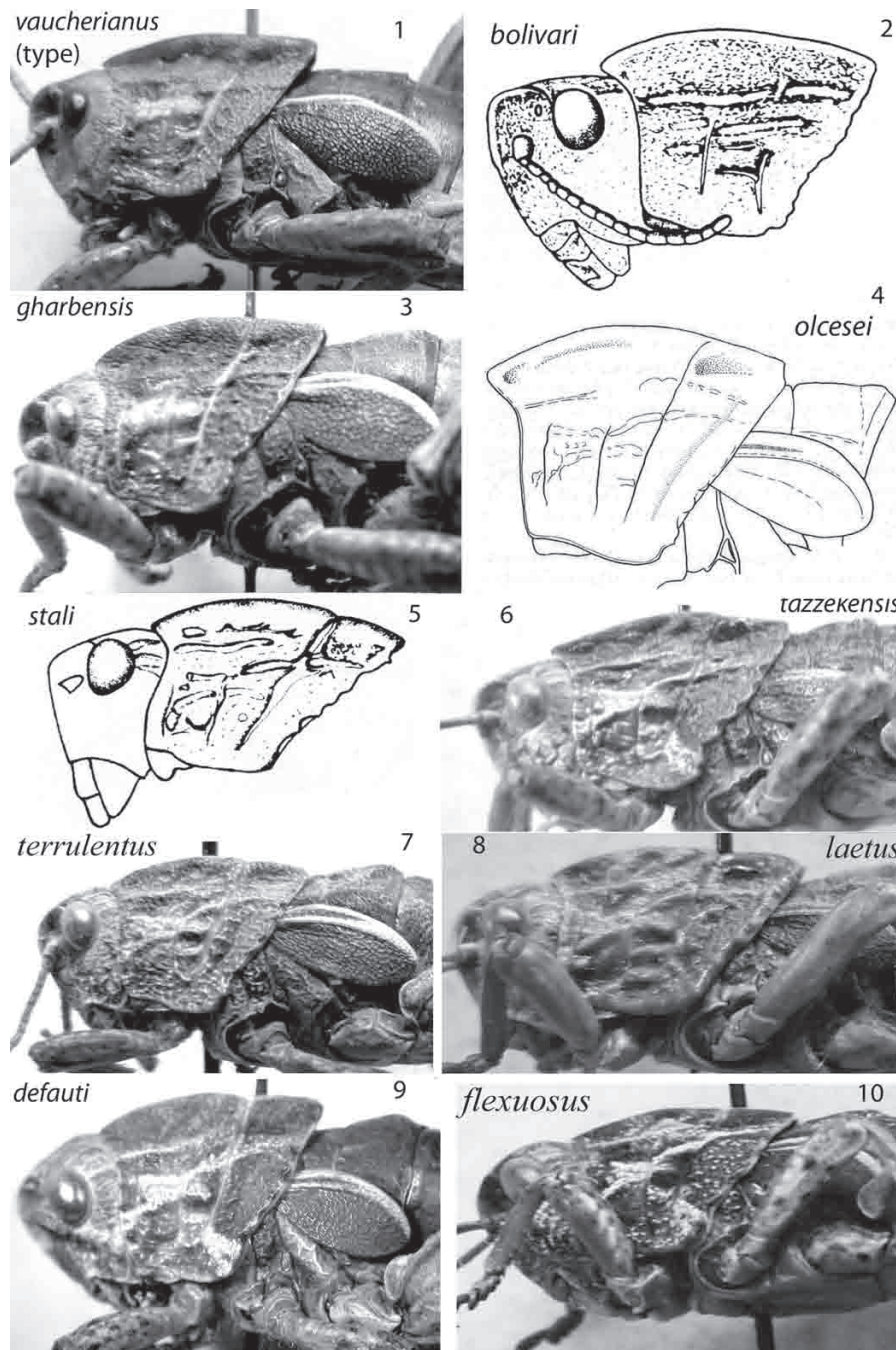 vaucherianus
(type)
1
bolivari
2
gharbensis
3
4
olcesei
stali
5
6
tazzekensis
terrulentus
7
8
laetus
defauti
9
flexuosus
10